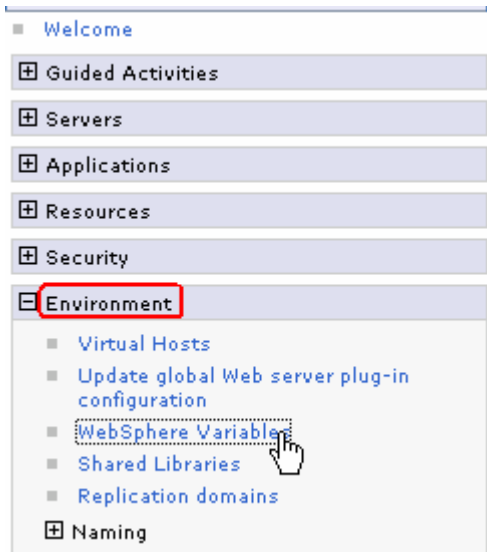 Welcome
Guided Activities
Servers
Applications
Resources
Security
Environment
Virtual Hosts
Update global Web server plug-in
configuration
WebSphere Variables
Shared Libraries
Replication domains
Naming